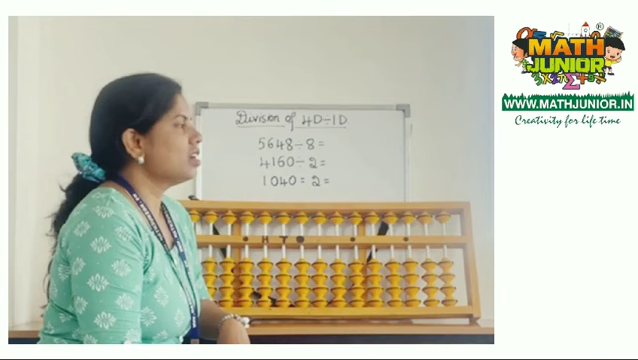 Division of 4D÷1D
5648÷8=
4160÷2=
1040÷2=
H T O
MATH
JUNIOR
WWW.MATHJUNIOR.IN
Creativity for life time